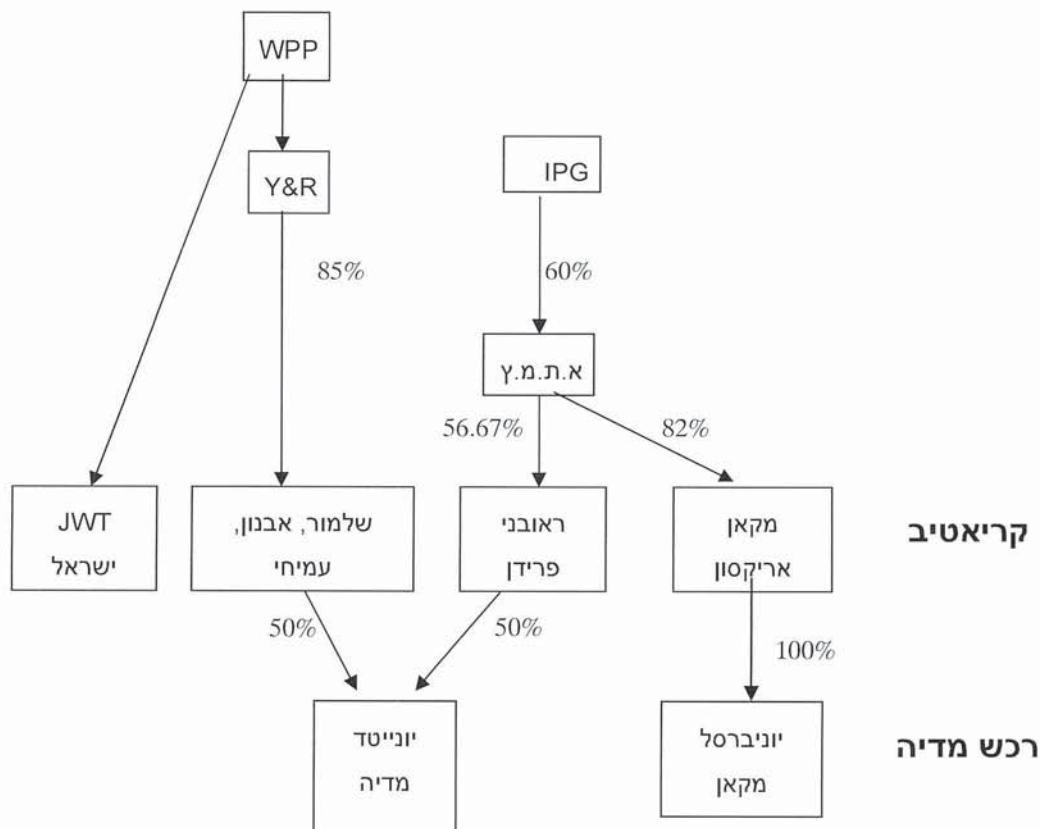 WPP
Y&R
IPG
85%
60%
א.ת.מ.ץ
56.67%
82%
JWT
ישראל
שלמור, אבנון,
עמיחי
ראובני
פרידן
מקאן
אריקסון
קריאטיב
50%
50%
100%
יונייטד
מדיה
יוניברסל
מקאן
רכש מדיה